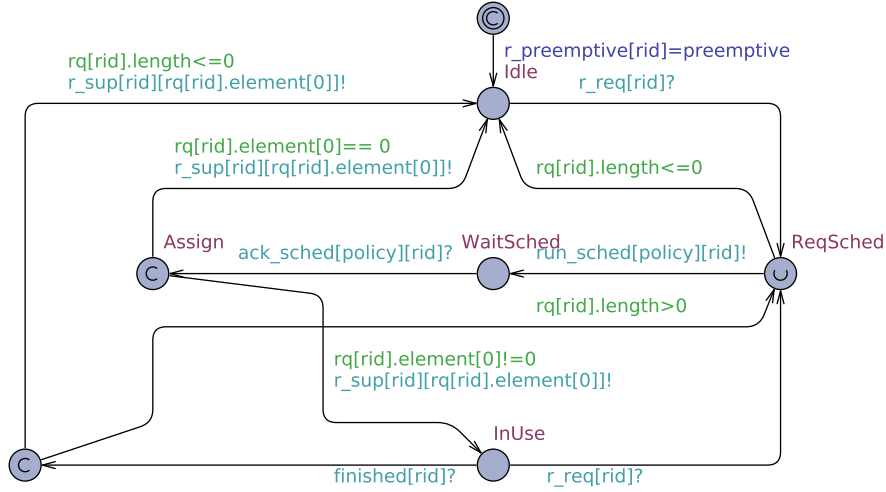 rq[rid].length<=0
r_sup[rid][rq[rid].element[0]]!
r_preemptive[rid]=preemptive
Idle
r_req[rid]?
rq[rid].element[0]== 0
r_sup[rid][rq[rid].element[0]]!
rq[rid].length<=0
Assign
ack_sched[policy][rid]?
WaitSched
run_sched[policy][rid]!
ReqSched
rq[rid].length>0
rq[rid].element[0]!=0
r_sup[rid][rq[rid].element[0]]!
InUse
finished[rid]?
r_req[rid]?